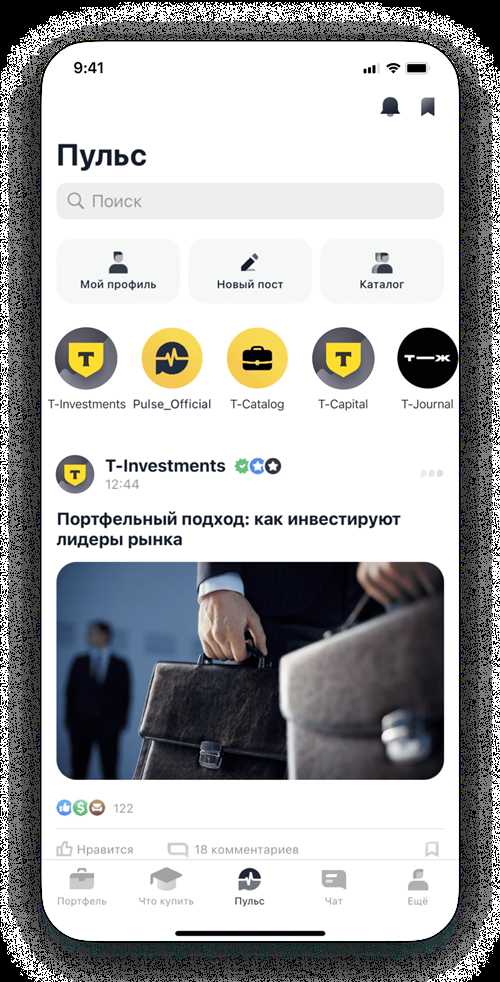 9:41
Пульс
Поиск
Мой профиль
Новый пост
Каталог
Т
Т
Т—Ж
T-Investments
Pulse_Official
T-Catalog
T-Capital
T-Journal
Т
T-Investments
12:44
Портфельный подход: как инвестируют
лидеры рынка
$
122
Нравится
18 комментариев
Портфель
Что купить
Пульс
Чат
Ещё